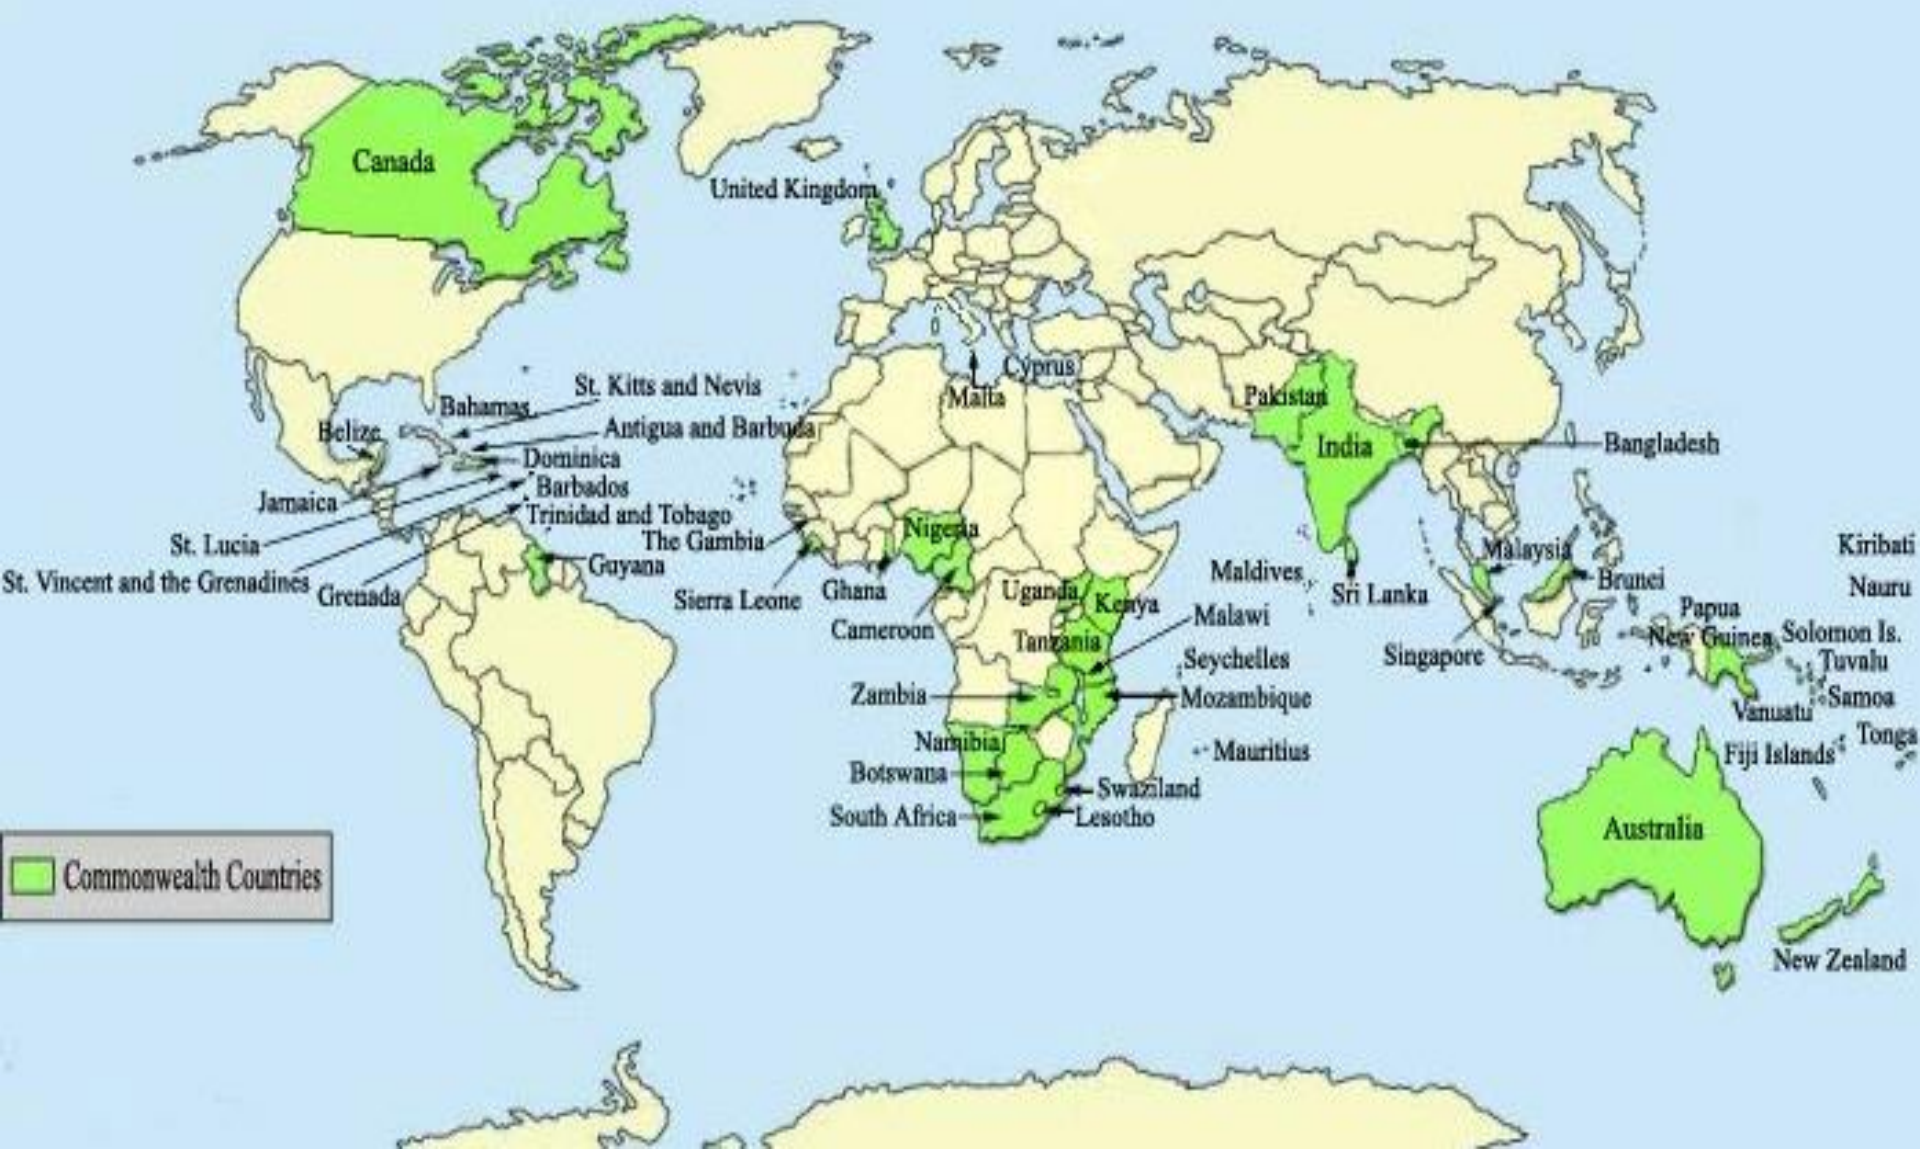 Canada
United Kingdom
St. Kitts and Nevis
Cyprus
Malta
Pakistan
Bahamas
Antigua and Barbuda
Belize
India
Bangladesh
Dominica
Barbados
Jamaica
Trinidad and Tobago
Nigeria
The Gambia
St. Lucia
Guyana
Malaysia
Kiribati
St. Vincent and the Grenadines
Grenada
Sierra Leone
Ghana
Uganda
Kenya
Maldives
Sri Lanka
Brunei
Nauru
Cameroon
Tanzania
Malawi
Papua
New Guinea
Solomon Is.
Singapore
Seychelles
Tuvalu
Zambia
Mozambique
Samoa
Vanuatu
Namibia
Mauritius
Fiji Islands
Tonga
Botswana
Swaziland
South Africa
Lesotho
Australia
Commonwealth Countries
New Zealand